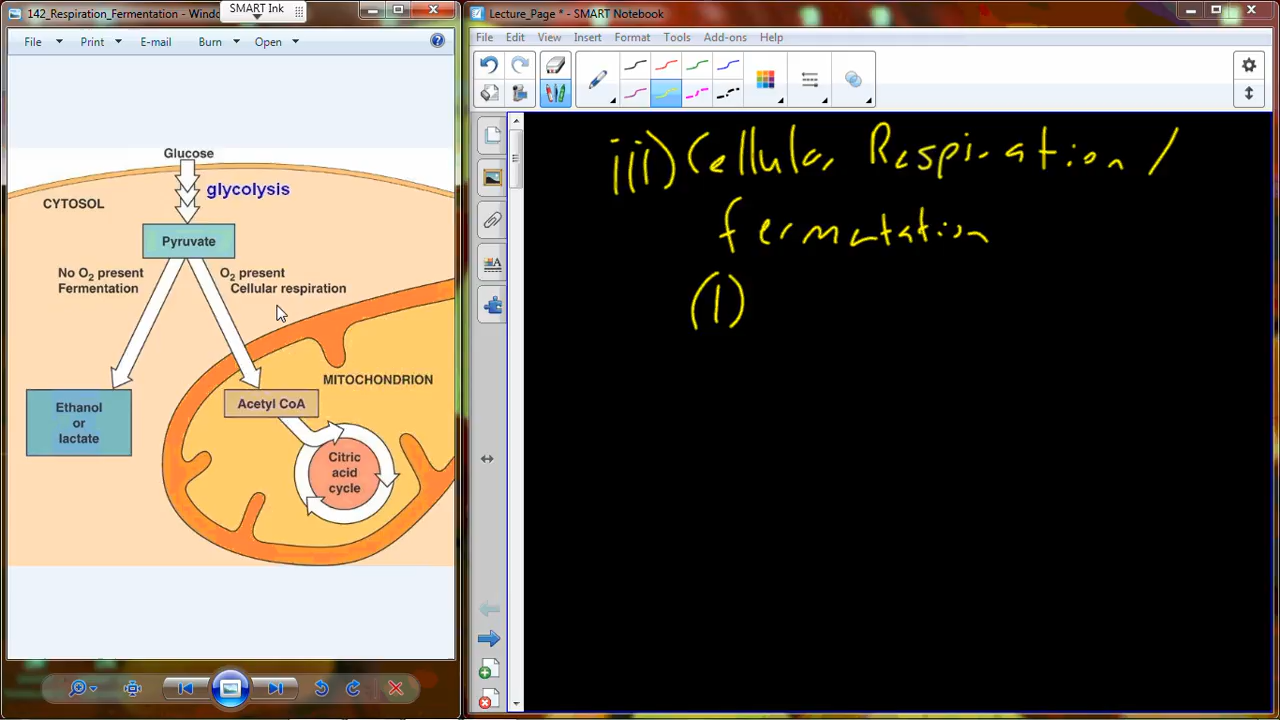 142_Respiration_Fermentation - Windo
SMART Ink
File Print E-mail Burn Open
Glucose
glycolysis
CYTOSOL
Pyruvate
No O₂ present
Fermentation
O₂ present
Cellular respiration
MITOCHONDRION
Ethanol
or
lactate
Acetyl CoA
Citric
acid
cycle
Lecture_Page * - SMART Notebook
File Edit View Insert Format Tools Add-ons Help
iii) Cellular Respiration /
fermentation
(1)